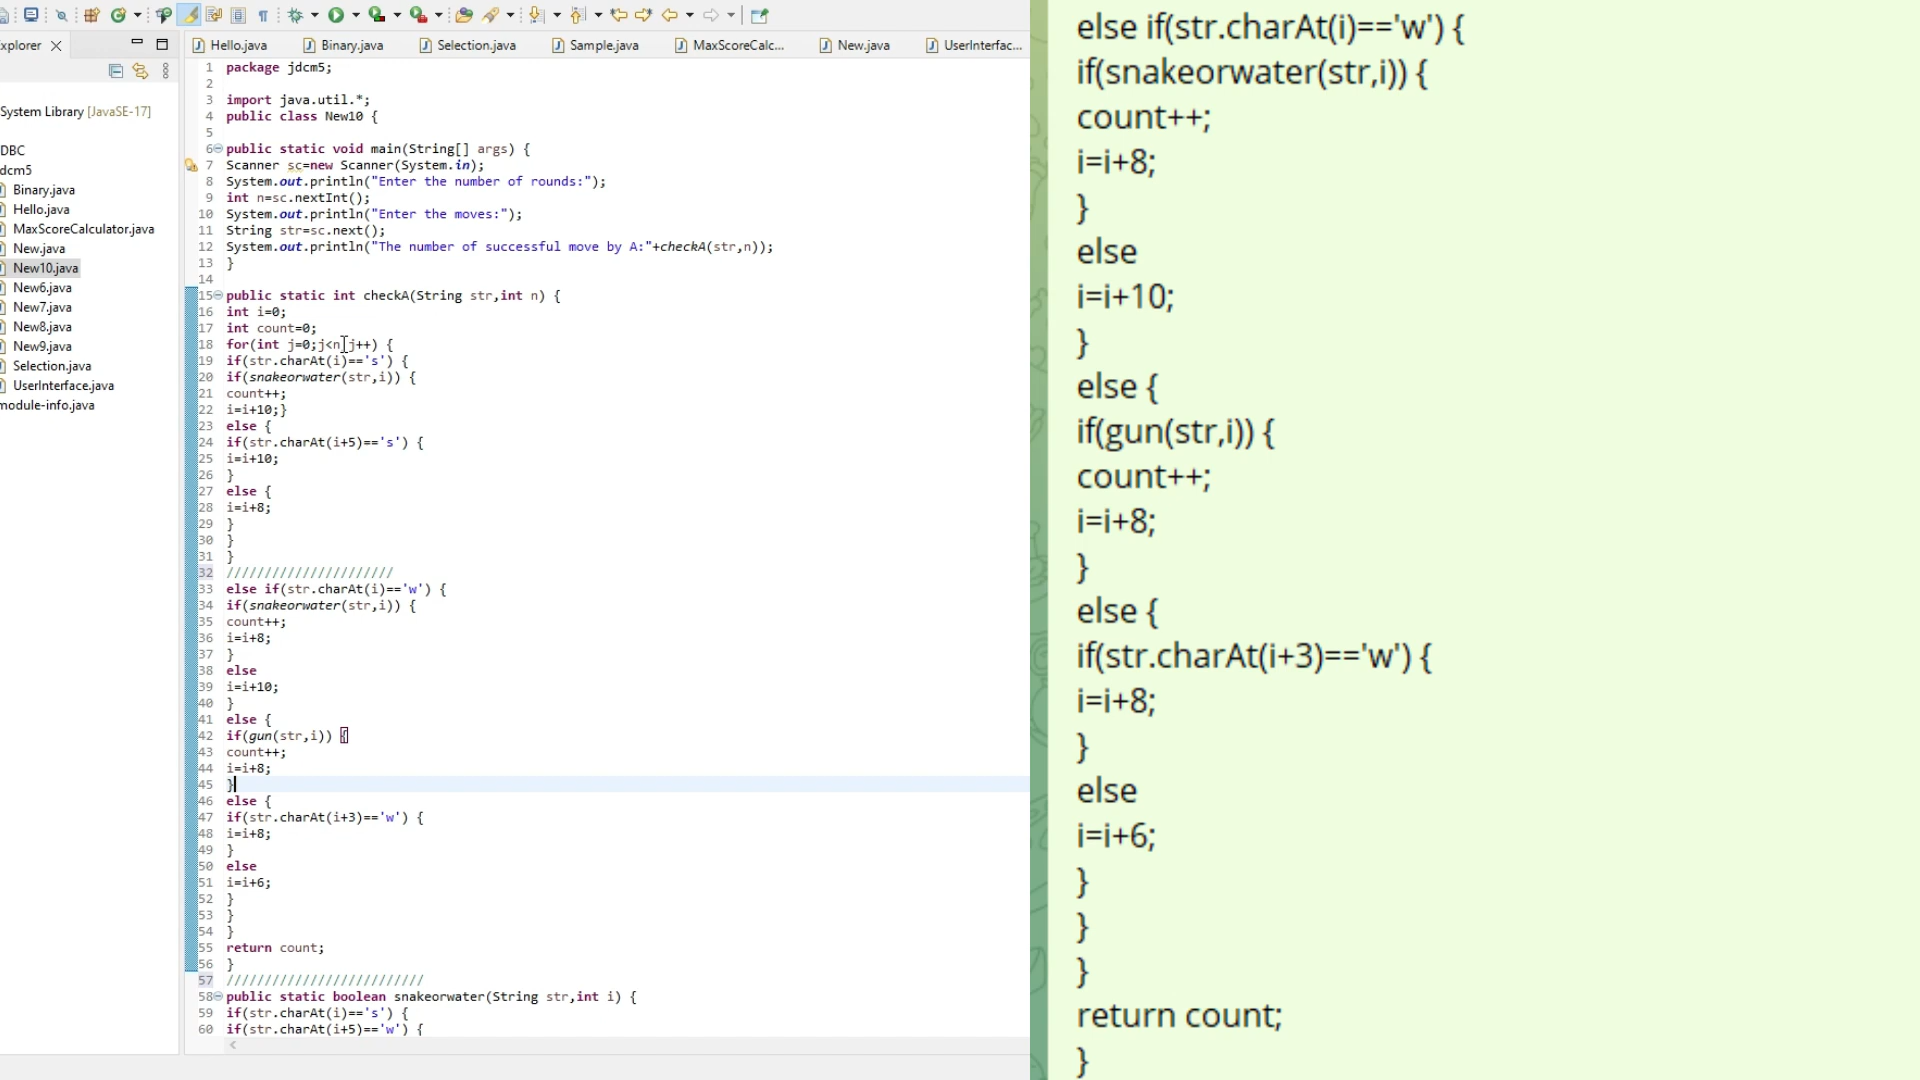 xplorer
System Library [JavaSE-17]
DBC
dcm5
Binary.java
Hello.java
MaxScoreCalculator.java
New.java
New10.java
New6.java
New7.java
New8.java
New9.java
Selection.java
UserInterface.java
module-info.java
Hello.java Binary.java Selection.java Sample.java MaxScoreCalc... New.java UserInterfac...
1 package jdcm5;
2
3 import java.util.*;
4 public class New10 {
5
6 public static void main(String[] args) {
7 Scanner sc=new Scanner(System.in);
8 System.out.println("Enter the number of rounds:");
9 int n=sc.nextInt();
10 System.out.println("Enter the moves:");
11 String str=sc.next();
12 System.out.println("The number of successful move by A:"+checkA(str,n));
13 }
14
15 public static int checkA(String str,int n) {
16 int i=0;
17 int count=0;
18 for(int j=0;j<n;j++) {
19 if(str.charAt(i)=='s') {
20 if(snakeorwater(str,i)) {
21 count++;
22 i=i+10;}
23 else {
24 if(str.charAt(i+5)=='s') {
25 i=i+10;
26 }
27 else {
28 i=i+8;
29 }
30 }
31 }
32 //////////////////////
33 else if(str.charAt(i)=='w') {
34 if(snakeorwater(str,i)) {
35 count++;
36 i=i+8;
37 }
38 else
39 i=i+10;
40 }
41 else {
42 if(gun(str,i)) {
43 count++;
44 i=i+8;
45 }
46 else {
47 if(str.charAt(i+3)=='w') {
48 i=i+8;
49 }
50 else
51 i=i+6;
52 }
53 }
54 }
55 return count;
56 }
57 //////////////////////////
58 public static boolean snakeorwater(String str,int i) {
59 if(str.charAt(i)=='s') {
60 if(str.charAt(i+5)=='w') {
else if(str.charAt(i)=='w') {
if(snakeorwater(str,i)) {
count++;
i=i+8;
}
else
i=i+10;
}
else {
if(gun(str,i)) {
count++;
i=i+8;
}
else {
if(str.charAt(i+3)=='w') {
i=i+8;
}
else
i=i+6;
}
}
}
return count;
}